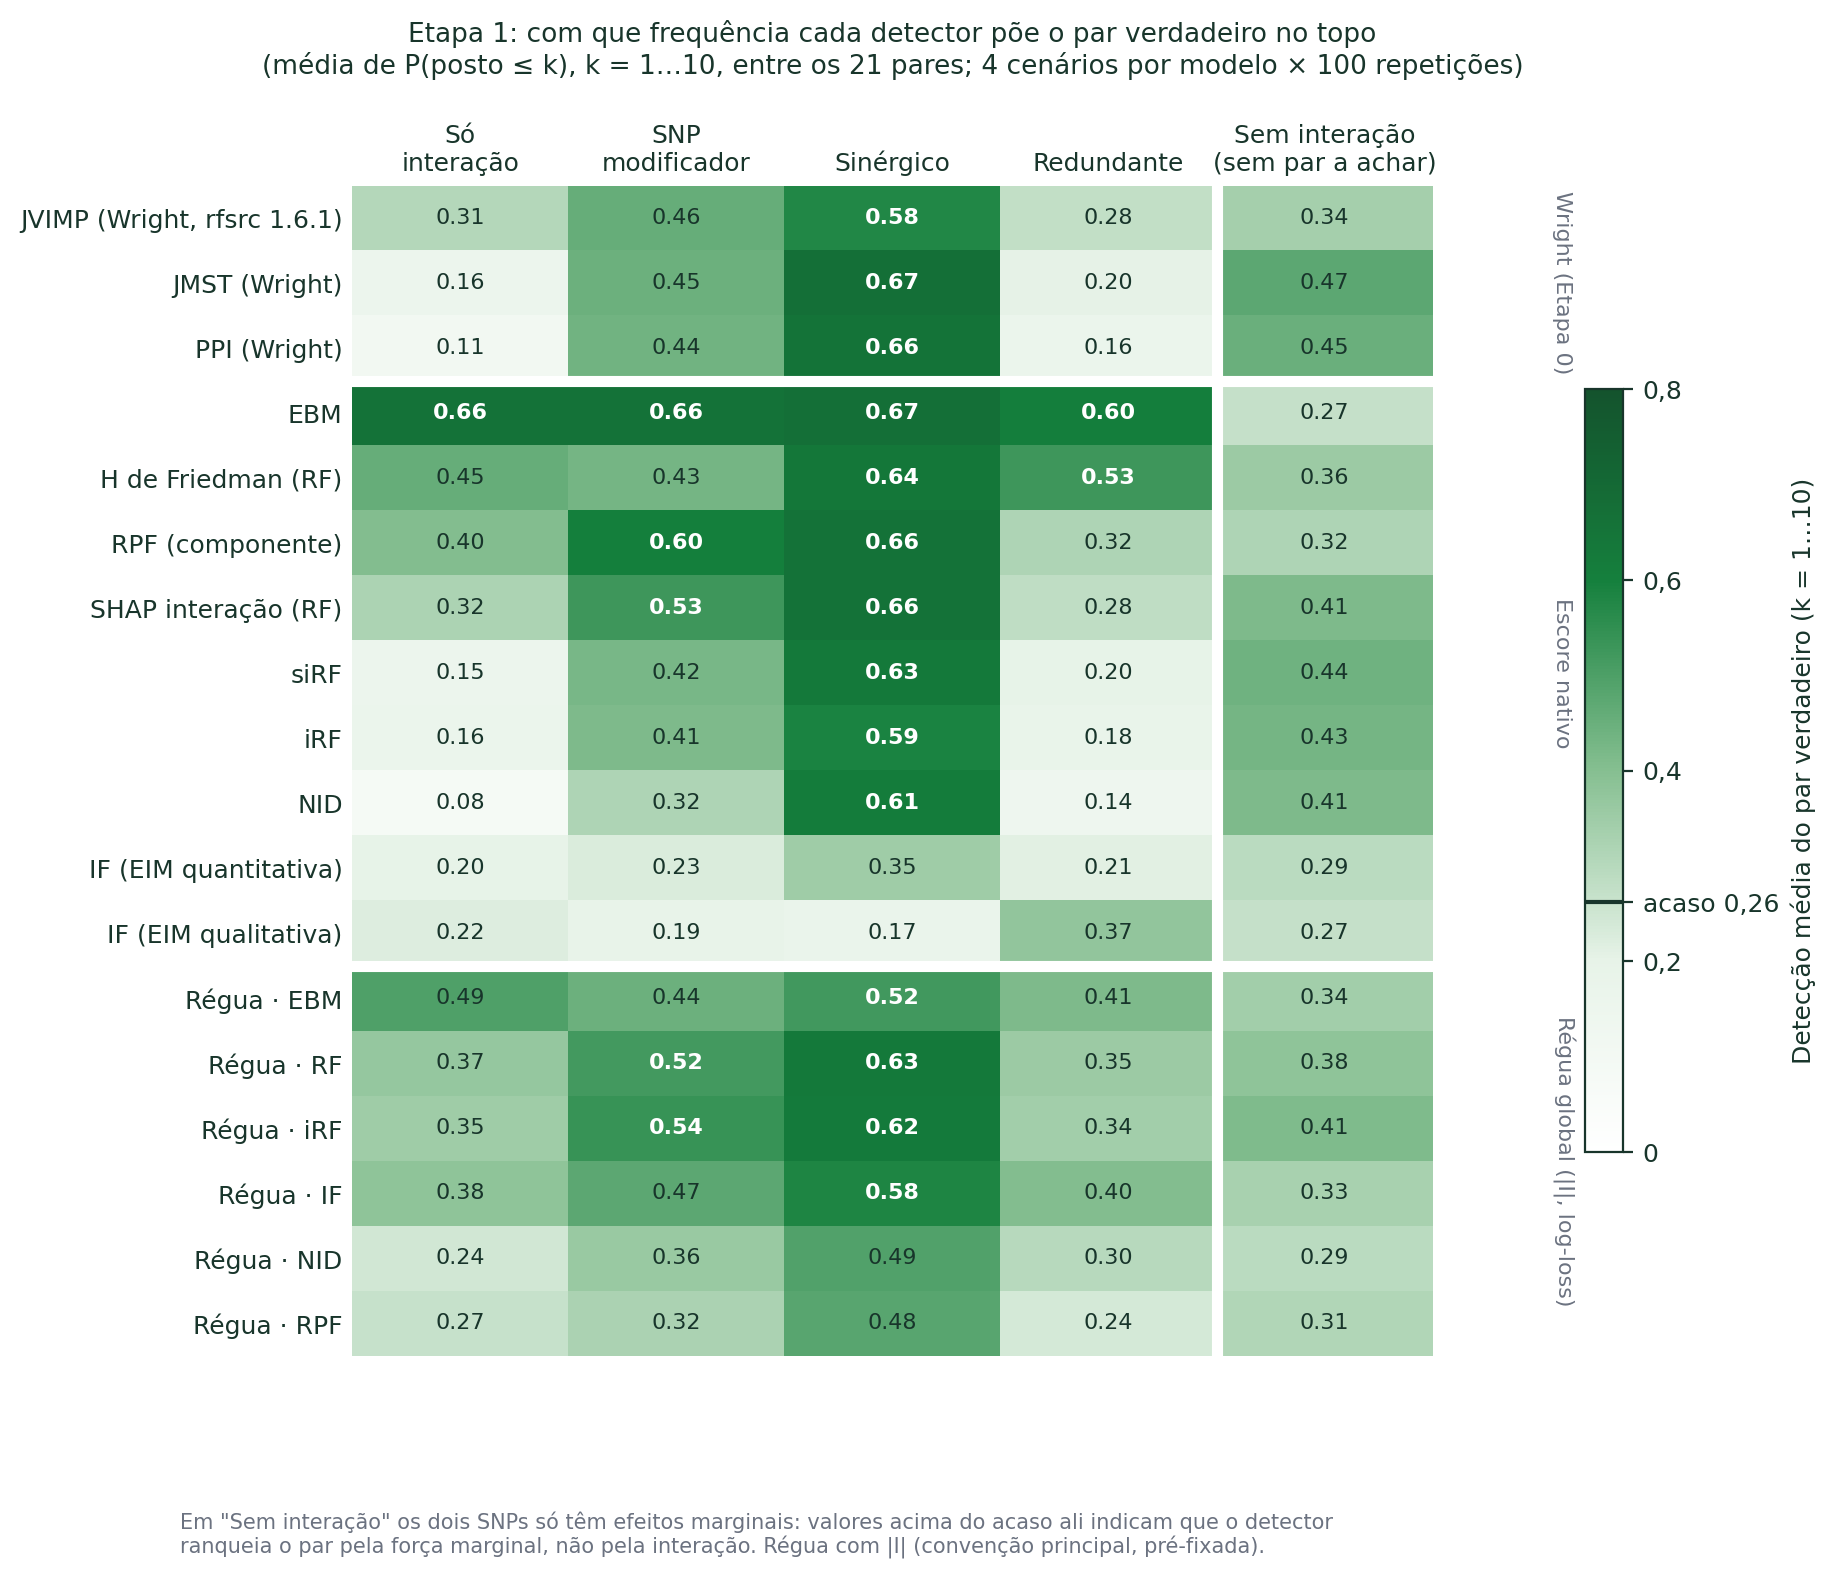 Etapa 1: com que frequência cada detector põe o par verdadeiro no topo
(média de P(posto ≤ k), k = 1…10, entre os 21 pares; 4 cenários por modelo × 100 repetições)
Só
interação
SNP
modificador
Sinérgico
Redundante
Sem interação
(sem par a achar)
JVIMP (Wright, rfsrc 1.6.1) 0.31 0.46 0.58 0.28 0.34
JMST (Wright) 0.16 0.45 0.67 0.20 0.47
PPI (Wright) 0.11 0.44 0.66 0.16 0.45
EBM 0.66 0.66 0.67 0.60 0.27
H de Friedman (RF) 0.45 0.43 0.64 0.53 0.36
RPF (componente) 0.40 0.60 0.66 0.32 0.32
SHAP interação (RF) 0.32 0.53 0.66 0.28 0.41
siRF 0.15 0.42 0.63 0.20 0.44
iRF 0.16 0.41 0.59 0.18 0.43
NID 0.08 0.32 0.61 0.14 0.41
IF (EIM quantitativa) 0.20 0.23 0.35 0.21 0.29
IF (EIM qualitativa) 0.22 0.19 0.17 0.37 0.27
Régua · EBM 0.49 0.44 0.52 0.41 0.34
Régua · RF 0.37 0.52 0.63 0.35 0.38
Régua · iRF 0.35 0.54 0.62 0.34 0.41
Régua · IF 0.38 0.47 0.58 0.40 0.33
Régua · NID 0.24 0.36 0.49 0.30 0.29
Régua · RPF 0.27 0.32 0.48 0.24 0.31
Wright (Etapa 0)
Escore nativo
Régua global (|I|, log-loss)
0,8
0,6
0,4
acaso 0,26
0,2
0
Detecção média do par verdadeiro (k = 1…10)
Em "Sem interação" os dois SNPs só têm efeitos marginais: valores acima do acaso ali indicam que o detector
ranqueia o par pela força marginal, não pela interação. Régua com |I| (convenção principal, pré-fixada).